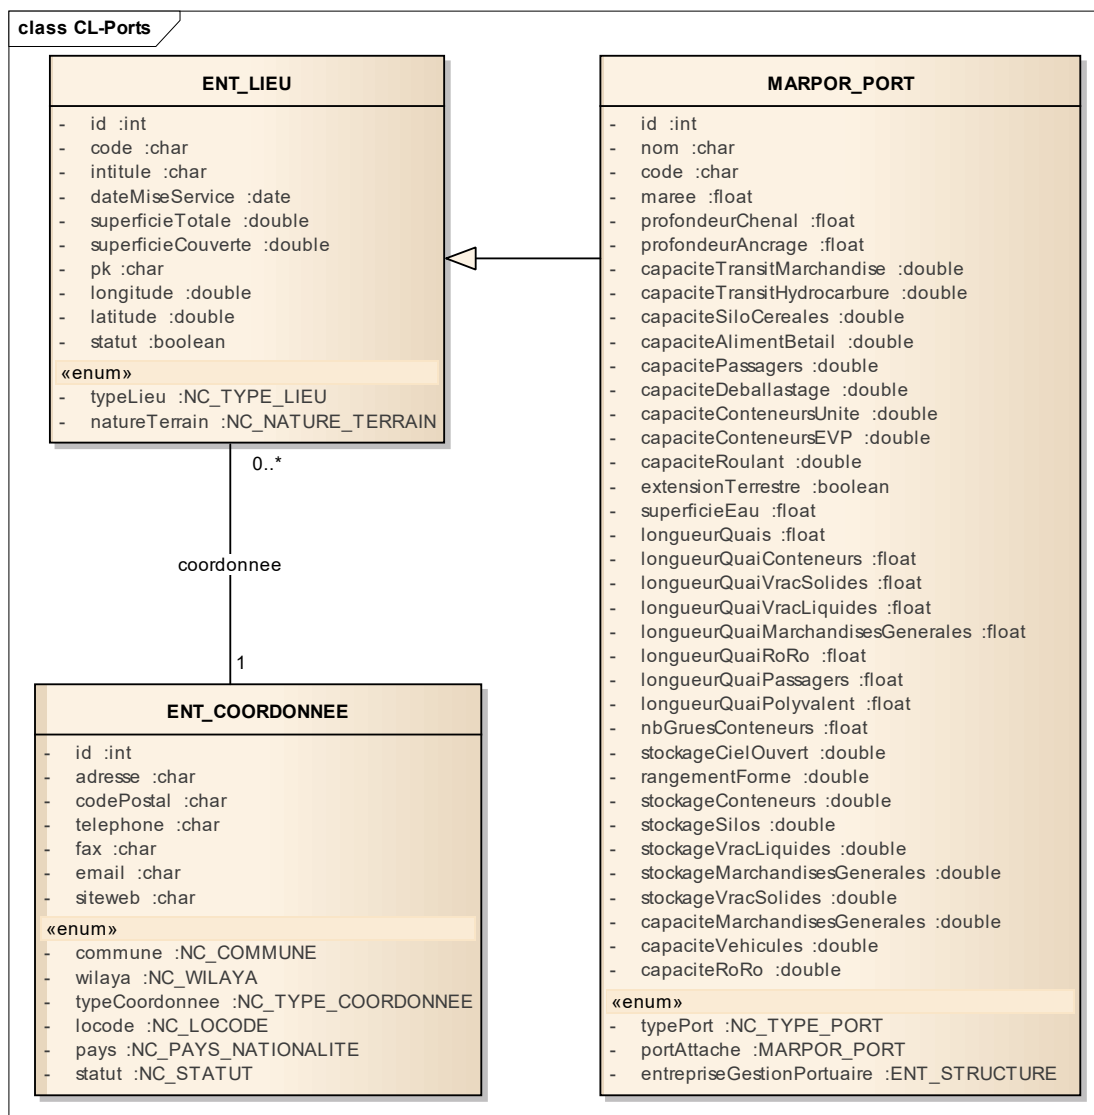 class CL-Ports
ENT_LIEU
- id :int
- code :char
- intitule :char
- dateMiseService :date
- superficieTotale :double
- superficieCouverte :double
- pk :char
- longitude :double
- latitude :double
- statut :boolean
«enum»
- typeLieu :NC_TYPE_LIEU
- natureTerrain :NC_NATURE_TERRAIN
0..*
coordonnee
1
ENT_COORDONNEE
- id :int
- adresse :char
- codePostal :char
- telephone :char
- fax :char
- email :char
- siteweb :char
«enum»
- commune :NC_COMMUNE
- wilaya :NC_WILAYA
- typeCoordonnee :NC_TYPE_COORDONNEE
- locode :NC_LOCODE
- pays :NC_PAYS_NATIONALITE
- statut :NC_STATUT
MARPOR_PORT
- id :int
- nom :char
- code :char
- maree :float
- profondeurChenal :float
- profondeurAncrage :float
- capaciteTransitMarchandise :double
- capaciteTransitHydrocarbure :double
- capaciteSiloCereales :double
- capaciteAlimentBetail :double
- capacitePassagers :double
- capaciteDeballastage :double
- capaciteConteneursUnite :double
- capaciteConteneursEVP :double
- capaciteRoulant :double
- extensionTerrestre :boolean
- superficieEau :float
- longueurQuais :float
- longueurQuaiConteneurs :float
- longueurQuaiVracSolides :float
- longueurQuaiVracLiquides :float
- longueurQuaiMarchandisesGenerales :float
- longueurQuaiRoRo :float
- longueurQuaiPassagers :float
- longueurQuaiPolyvalent :float
- nbGruesConteneurs :float
- stockageCielOuvert :double
- rangementForme :double
- stockageConteneurs :double
- stockageSilos :double
- stockageVracLiquides :double
- stockageMarchandisesGenerales :double
- stockageVracSolides :double
- capaciteMarchandisesGenerales :double
- capaciteVehicules :double
- capaciteRoRo :double
«enum»
- typePort :NC_TYPE_PORT
- portAttache :MARPOR_PORT
- entrepriseGestionPortuaire :ENT_STRUCTURE